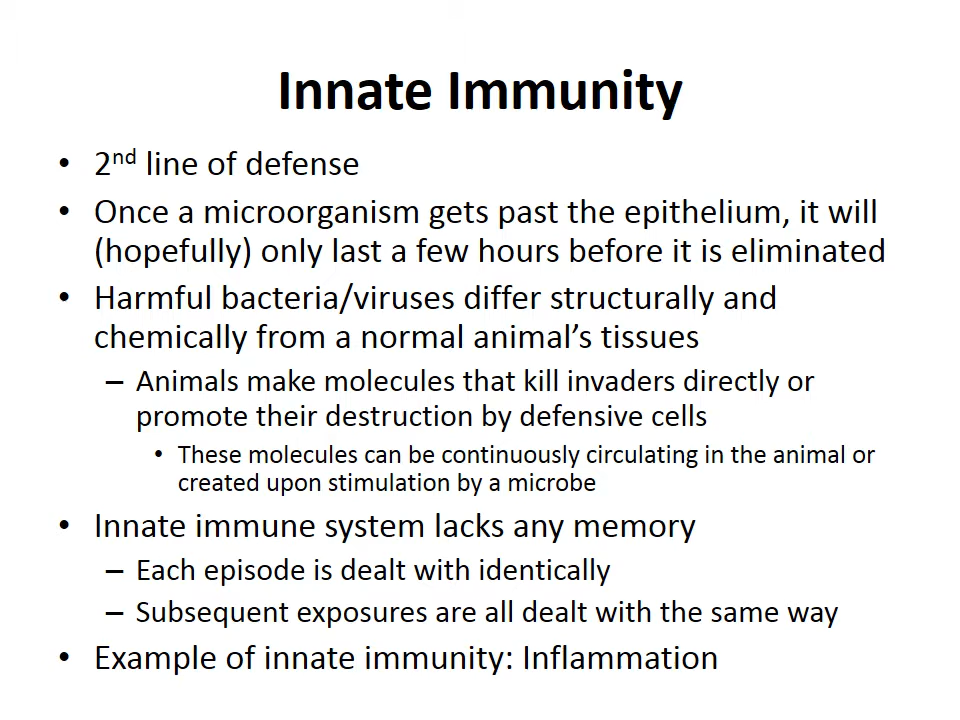 Innate Immunity
• 2nd line of defense
• Once a microorganism gets past the epithelium, it will
(hopefully) only last a few hours before it is eliminated
• Harmful bacteria/viruses differ structurally and
chemically from a normal animal’s tissues
– Animals make molecules that kill invaders directly or
promote their destruction by defensive cells
• These molecules can be continuously circulating in the animal or
created upon stimulation by a microbe
• Innate immune system lacks any memory
– Each episode is dealt with identically
– Subsequent exposures are all dealt with the same way
• Example of innate immunity: Inflammation